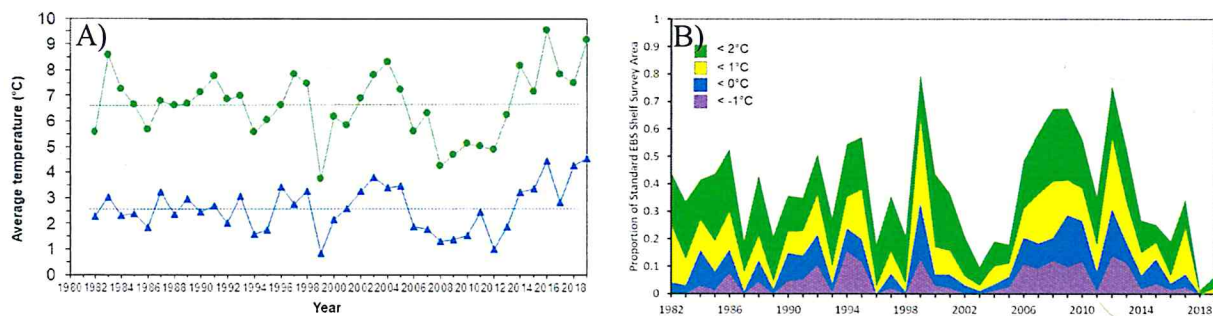 A)
Average temperature (°C)
10
9
8
7
6
5
4
3
2
1
0
1980 1982 1984 1986 1988 1990 1992 1994 1996 1998 2000 2002 2004 2006 2008 2010 2012 2014 2016 2018
Year
B)
Proportion of Standard EBS Shelf Survey Area
1
0.9
0.8
0.7
0.6
0.5
0.4
0.3
0.2
0.1
0
< 2°C
< 1°C
< 0°C
< -1°C
1982 1986 1990 1994 1998 2002 2006 2010 2014 2018